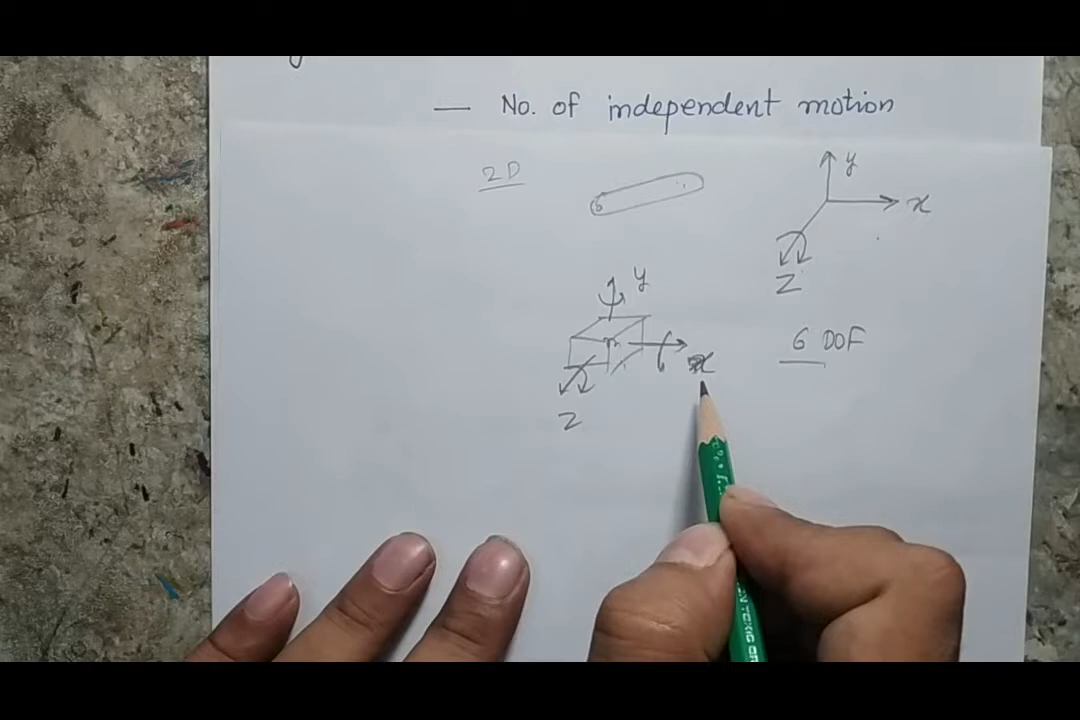 — No. of independent motion
2D
y
x
Z
y
6 DOF
x
Z